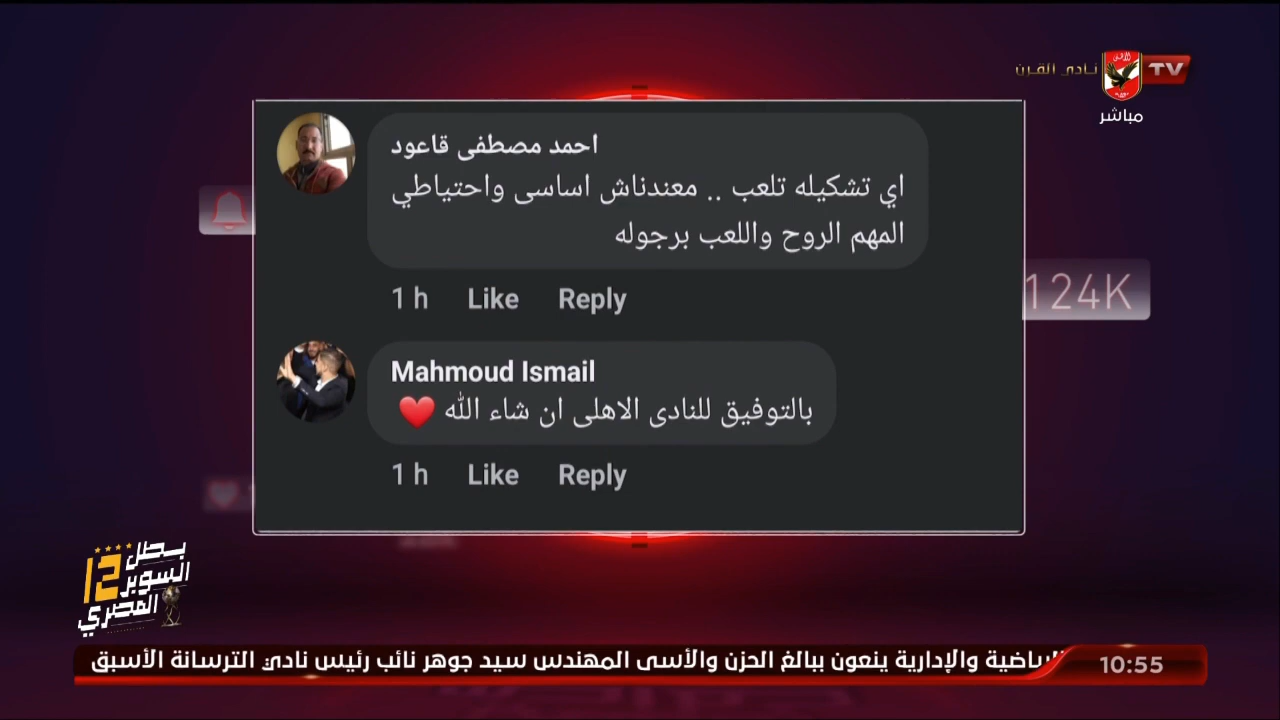 نادي القرن
TV
مباشر
احمد مصطفى قاعود
اي تشكيله تلعب .. معندناش اساسى واحتياطي
المهم الروح واللعب برجوله
1 h Like Reply
124K
Mahmoud Ismail
بالتوفيق للنادى الاهلى ان شاء الله ❤️
1 h Like Reply
بطل
السوبر 12
المصري
الرياضية والإدارية ينعون ببالغ الحزن والأسى المهندس سيد جوهر نائب رئيس نادي الترسانة الأسبق
10:55